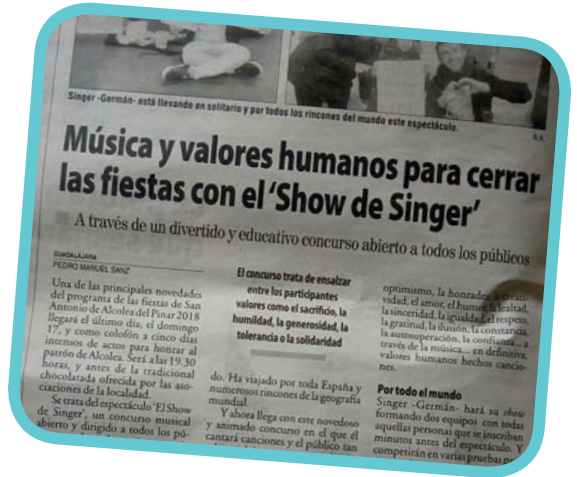 Singer -Germán- está llevando en solitario y por todos los rincones del mundo este espectáculo.
Música y valores humanos para cerrar
las fiestas con el 'Show de Singer'
A través de un divertido y educativo concurso abierto a todos los públicos
GUADALAJARA
PEDRO MANUEL SANZ
Una de las principales novedades
del programa de las fiestas de San
Antonio de Alcolea del Pinar 2018
llegará el último día, el domingo
17, y como colofón a cinco días
intensos de actos para honrar al
patrón de Alcolea. Será a las 19.30
horas, y antes de la tradicional
chocolatada ofrecida por las aso-
ciaciones de la localidad.
Se trata del espectáculo 'El Show
de Singer', un concurso musical
abierto y dirigido a todos los pú-
El concurso trata de ensalzar
entre los participantes
valores como el sacrificio, la
humildad, la generosidad, la
tolerancia o la solidaridad
do. Ha viajado por toda España y
numerosos rincones de la geografía
mundial.
Y ahora llega con este novedoso
y animado concurso en el que él
cantará canciones y el público tan
optimismo, la honradez, la creati-
vidad, el amor, el humor, la lealtad,
la sinceridad, la igualdad, el respeto,
la gratitud, la ilusión, la constancia,
la autosuperación, la confianza... a
través de la música... en definitiva,
valores humanos hechos cancio-
nes.
Por todo el mundo
Singer -Germán- hará su show
formando dos equipos con todas
aquellas personas que se inscriban
minutos antes del espectáculo. Y
competirán en varias pruebas